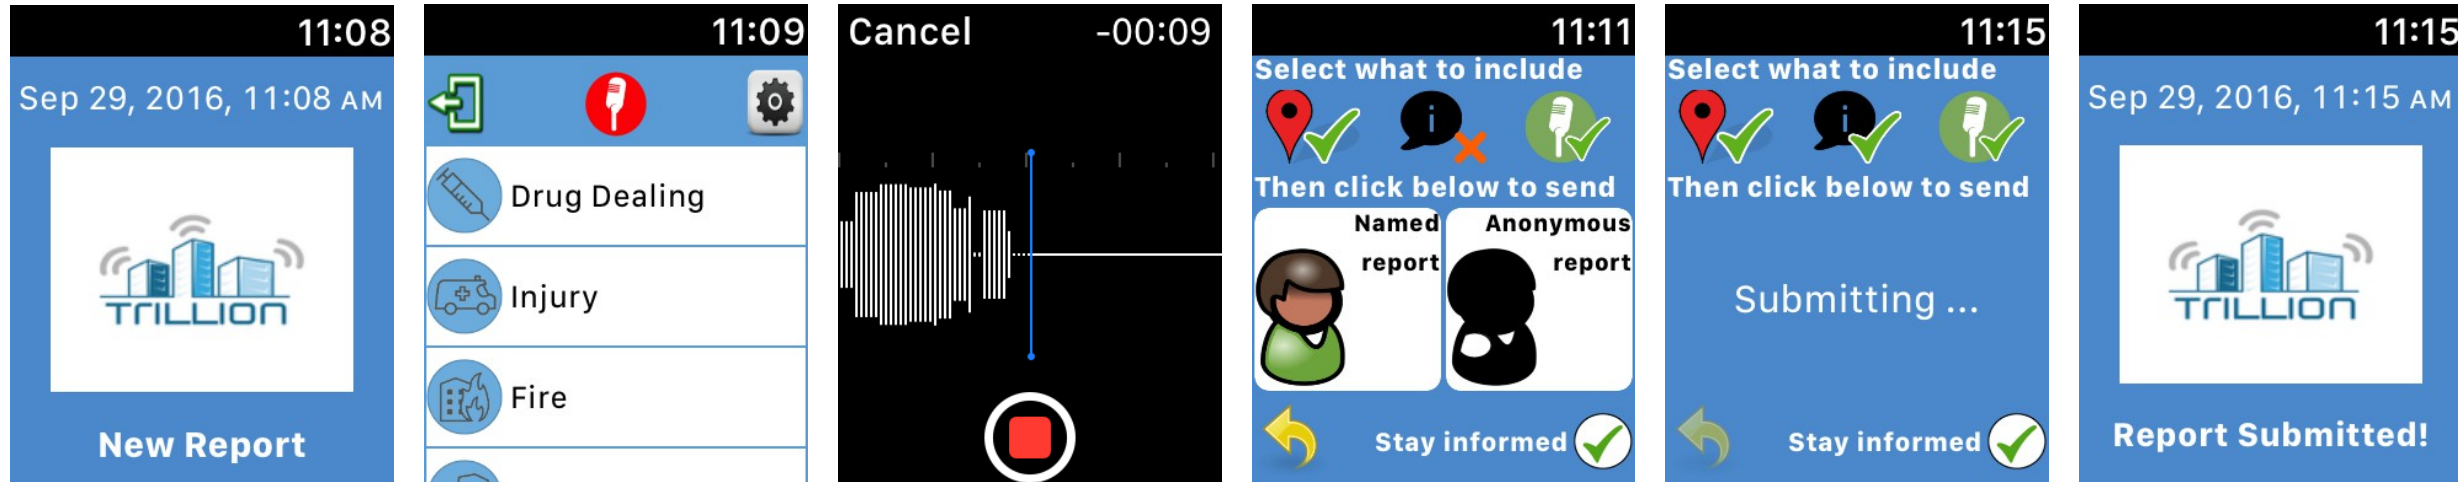 11:08
Sep 29, 2016, 11:08 AM
TRILLION
New Report
11:09
Drug Dealing
Injury
Fire
Cancel -00:09
11:11
Select what to include
i
Then click below to send
Named report
Anonymous report
Stay informed
11:15
Select what to include
i
Then click below to send
Submitting ...
Stay informed
11:15
Sep 29, 2016, 11:15 AM
TRILLION
Report Submitted!